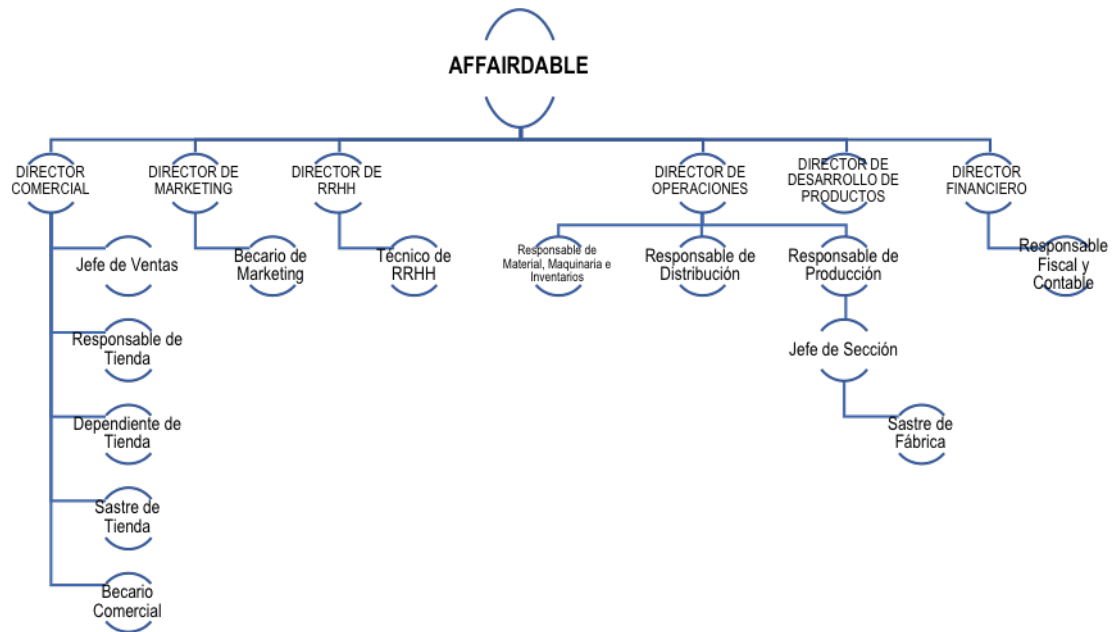 AFFAIRDABLE
DIRECTOR
COMERCIAL
DIRECTOR DE
MARKETING
DIRECTOR DE
RRHH
DIRECTOR DE
OPERACIONES
DIRECTOR DE
DESARROLLO DE
PRODUCTOS
DIRECTOR
FINANCIERO
Jefe de Ventas
Becario de
Marketing
Técnico de
RRHH
Responsable de
Material, Maquinaria e
Inventarios
Responsable de
Distribución
Responsable de
Producción
Responsable
Fiscal y
Contable
Responsable de
Tienda
Jefe de Sección
Dependiente de
Tienda
Sastre de
Fábrica
Sastre de
Tienda
Becario
Comercial